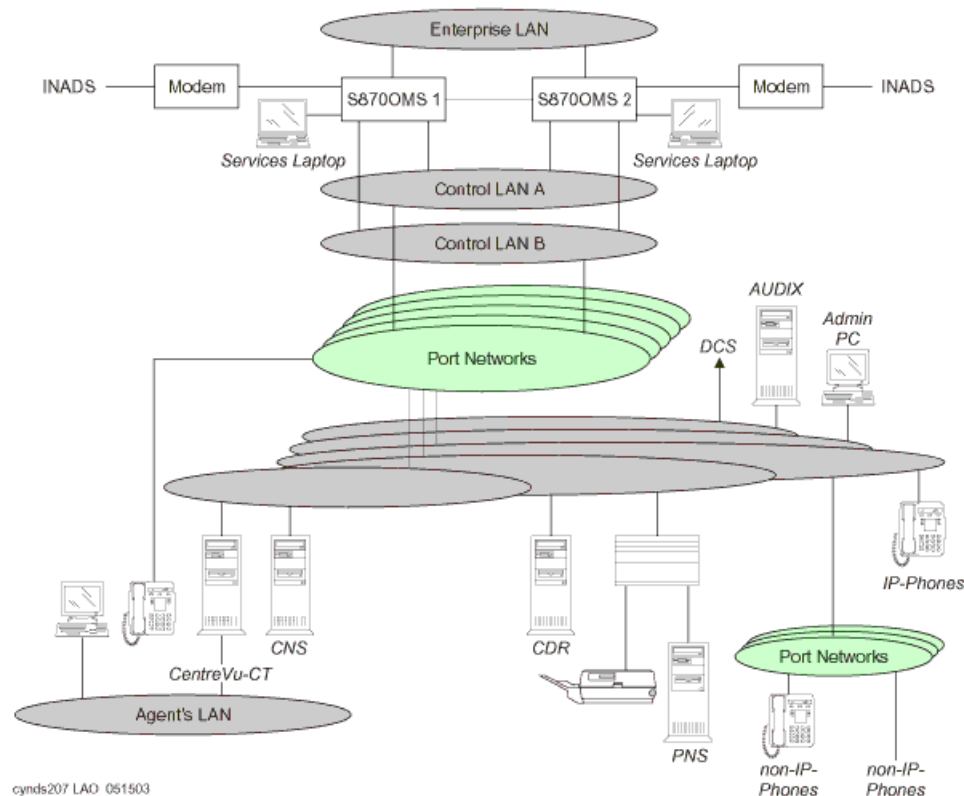 Enterprise LAN
INADS
Modem
S870OMS 1
S870OMS 2
Modem
INADS
Services Laptop
Services Laptop
Control LAN A
Control LAN B
AUDIX
Admin
PC
DCS
Port Networks
IP-Phones
CNS
CDR
CentreVu-CT
Port Networks
Agent's LAN
PNS
non-IP-
Phones
non-IP-
Phones
cynds207 LAO 051503